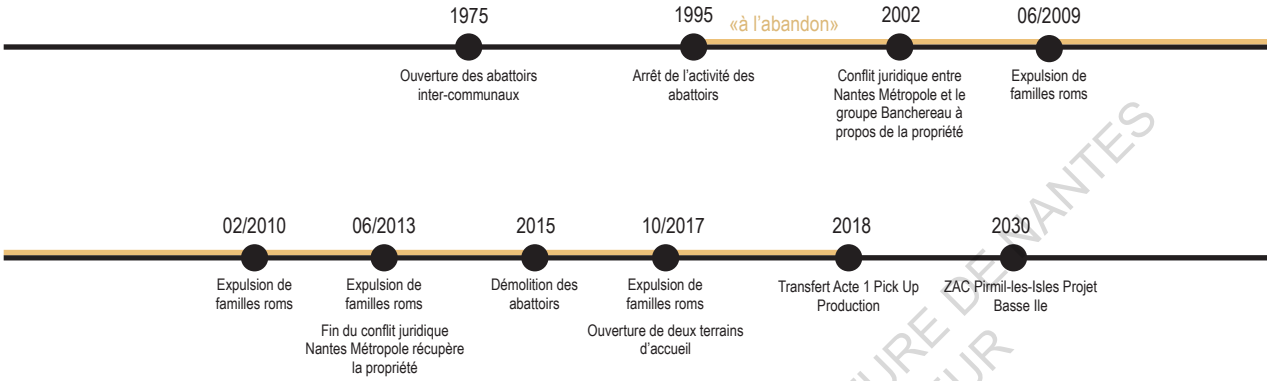 1975
1995
«à l'abandon»
2002
06/2009
Ouverture des abattoirs
inter-communaux
Arrêt de l'activité des
abattoirs
Conflit juridique entre
Nantes Métropole et le
groupe Banchereau à
propos de la propriété
Expulsion de
familles roms
02/2010
06/2013
2015
10/2017
2018
2030
Expulsion de
familles roms
Expulsion de
familles roms
Fin du conflit juridique
Nantes Métropole récupère
la propriété
Démolition des
abattoirs
Expulsion de
familles roms
Ouverture de deux terrains
d'accueil
Transfert Acte 1 Pick Up
Production
ZAC Pirmil-les-Isles Projet
Basse Ile
URE DE NANTES